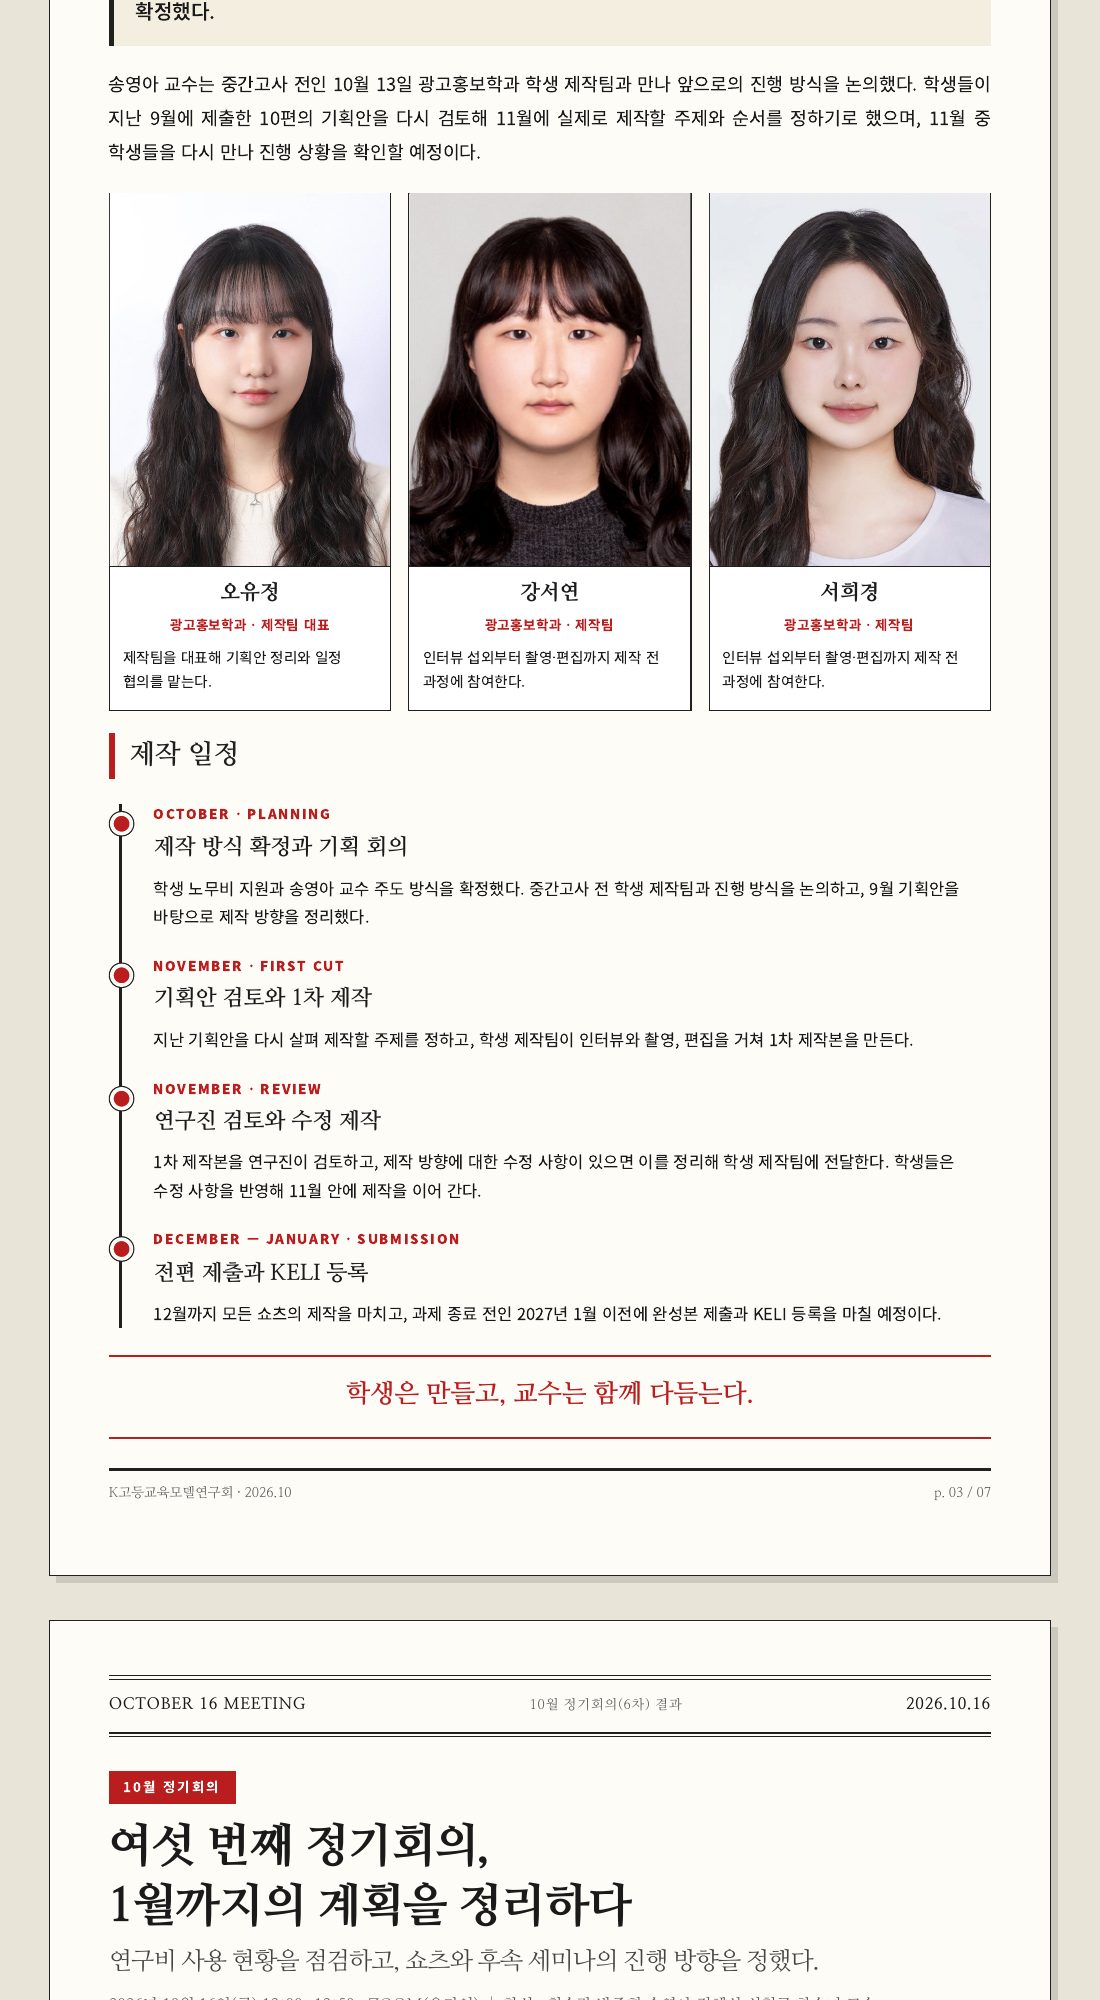 확정했다.
송영아 교수는 중간고사 전인 10월 13일 광고홍보학과 학생 제작팀과 만나 앞으로의 진행 방식을 논의했다. 학생들이
지난 9월에 제출한 10편의 기획안을 다시 검토해 11월에 실제로 제작할 주제와 순서를 정하기로 했으며, 11월 중
학생들을 다시 만나 진행 상황을 확인할 예정이다.
오유정
광고홍보학과 · 제작팀 대표
제작팀을 대표해 기획안 정리와 일정
협의를 맡는다.
강서연
광고홍보학과 · 제작팀
인터뷰 섭외부터 촬영·편집까지 제작 전
과정에 참여한다.
서희경
광고홍보학과 · 제작팀
인터뷰 섭외부터 촬영·편집까지 제작 전
과정에 참여한다.
제작 일정
OCTOBER · PLANNING
제작 방식 확정과 기획 회의
학생 노무비 지원과 송영아 교수 주도 방식을 확정했다. 중간고사 전 학생 제작팀과 진행 방식을 논의하고, 9월 기획안을
바탕으로 제작 방향을 정리했다.
NOVEMBER · FIRST CUT
기획안 검토와 1차 제작
지난 기획안을 다시 살펴 제작할 주제를 정하고, 학생 제작팀이 인터뷰와 촬영, 편집을 거쳐 1차 제작본을 만든다.
NOVEMBER · REVIEW
연구진 검토와 수정 제작
1차 제작본을 연구진이 검토하고, 제작 방향에 대한 수정 사항이 있으면 이를 정리해 학생 제작팀에 전달한다. 학생들은
수정 사항을 반영해 11월 안에 제작을 이어 간다.
DECEMBER — JANUARY · SUBMISSION
전편 제출과 KELI 등록
12월까지 모든 쇼츠의 제작을 마치고, 과제 종료 전인 2027년 1월 이전에 완성본 제출과 KELI 등록을 마칠 예정이다.
학생은 만들고, 교수는 함께 다듬는다.
K고등교육모델연구회 · 2026.10
p. 03 / 07
OCTOBER 16 MEETING
10월 정기회의(6차) 결과
2026.10.16
10월 정기회의
여섯 번째 정기회의,
1월까지의 계획을 정리하다
연구비 사용 현황을 점검하고, 쇼츠와 후속 세미나의 진행 방향을 정했다.